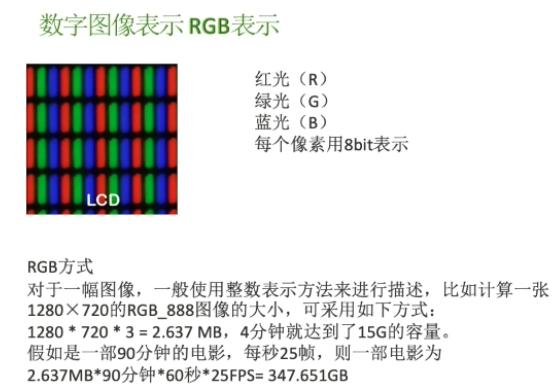 数字图像表示 RGB表示
红光（R）
绿光（G）
蓝光（B）
每个像素用8bit表示
LCD
RGB方式
对于一幅图像，一般使用整数表示方法来进行描述，比如计算一张
1280×720的RGB_888图像的大小，可采用如下方式：
1280 * 720 * 3 = 2.637 MB，4分钟就达到了15G的容量。
假如是一部90分钟的电影，每秒25帧，则一部电影为
2.637MB*90分钟*60秒*25FPS= 347.651GB